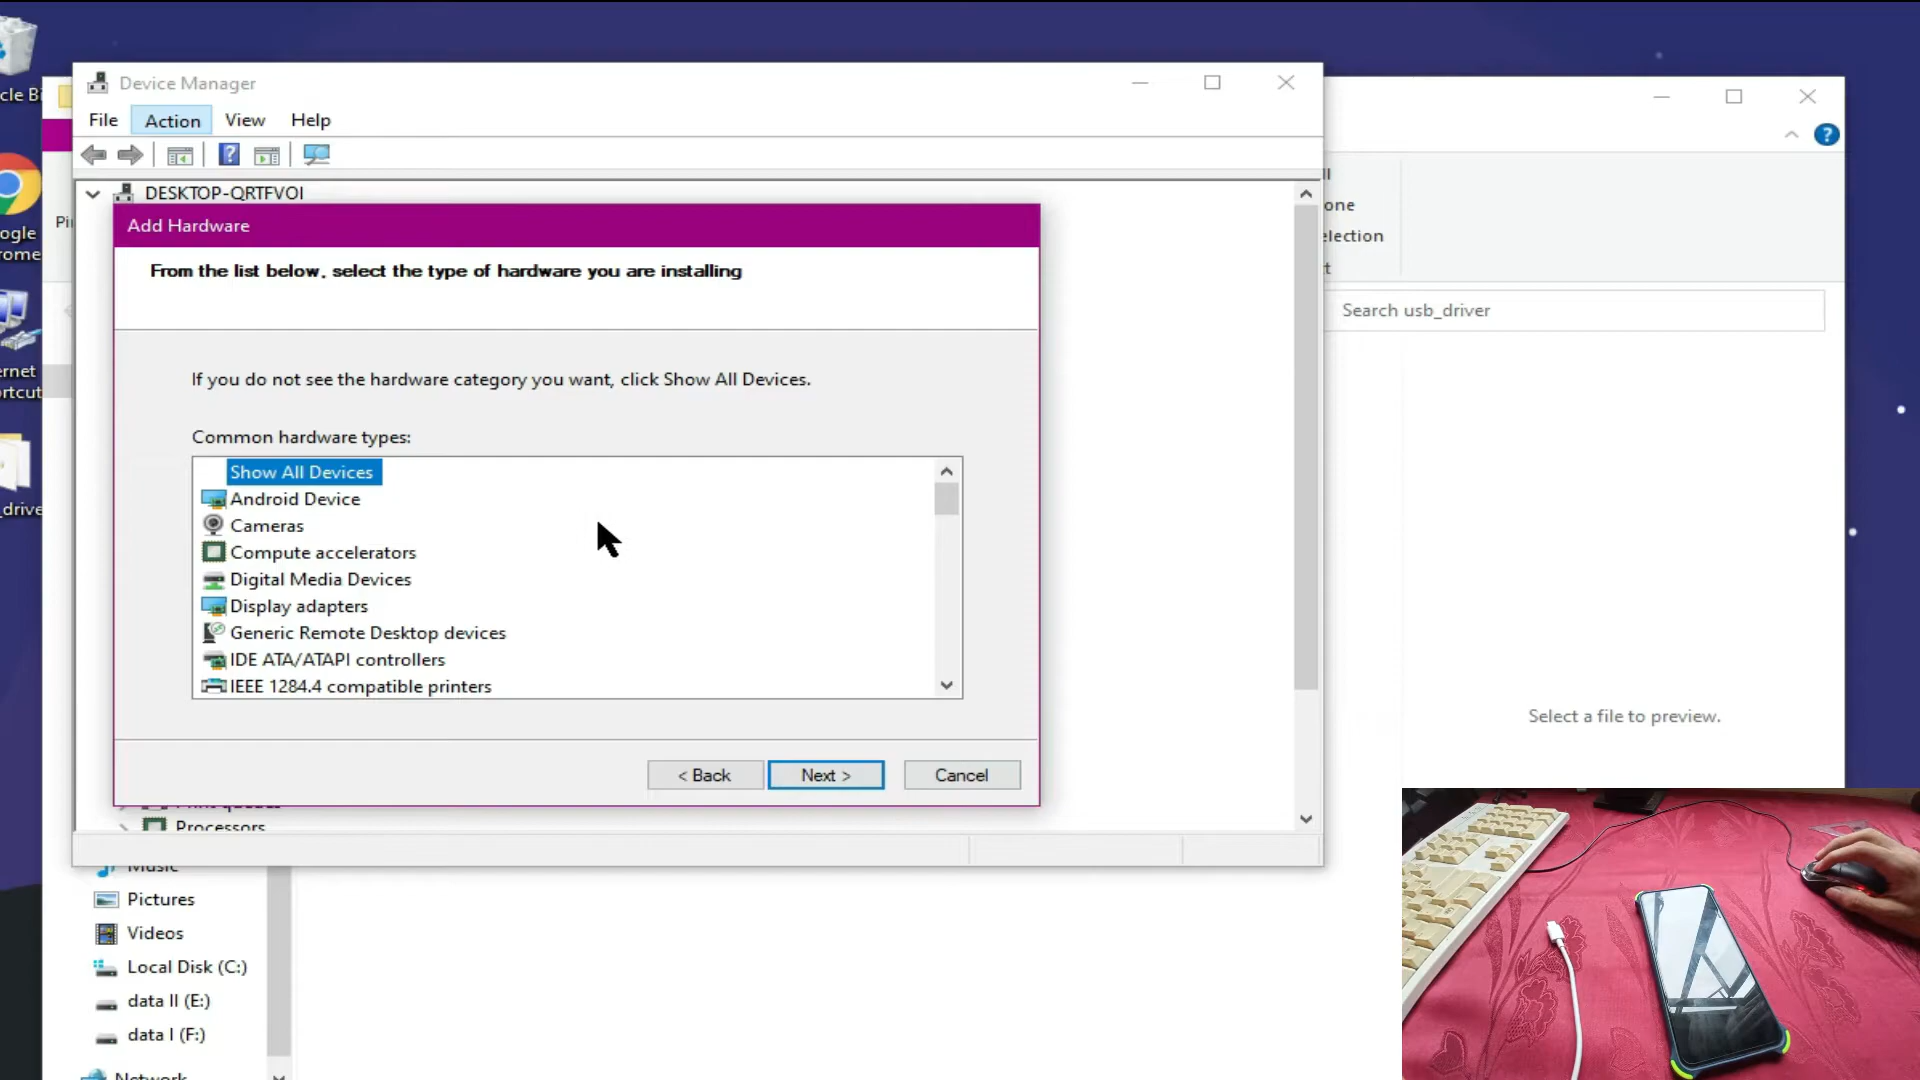 Device Manager
File Action View Help
DESKTOP-QRTFVOI
Add Hardware
From the list below, select the type of hardware you are installing
If you do not see the hardware category you want, click Show All Devices.
Common hardware types:
Show All Devices
Android Device
Cameras
Compute accelerators
Digital Media Devices
Display adapters
Generic Remote Desktop devices
IDE ATA/ATAPI controllers
IEEE 1284.4 compatible printers
< Back Next > Cancel
Processors
Music
Pictures
Videos
Local Disk (C:)
data II (E:)
data I (F:)
Network
Search usb_driver
Select a file to preview.